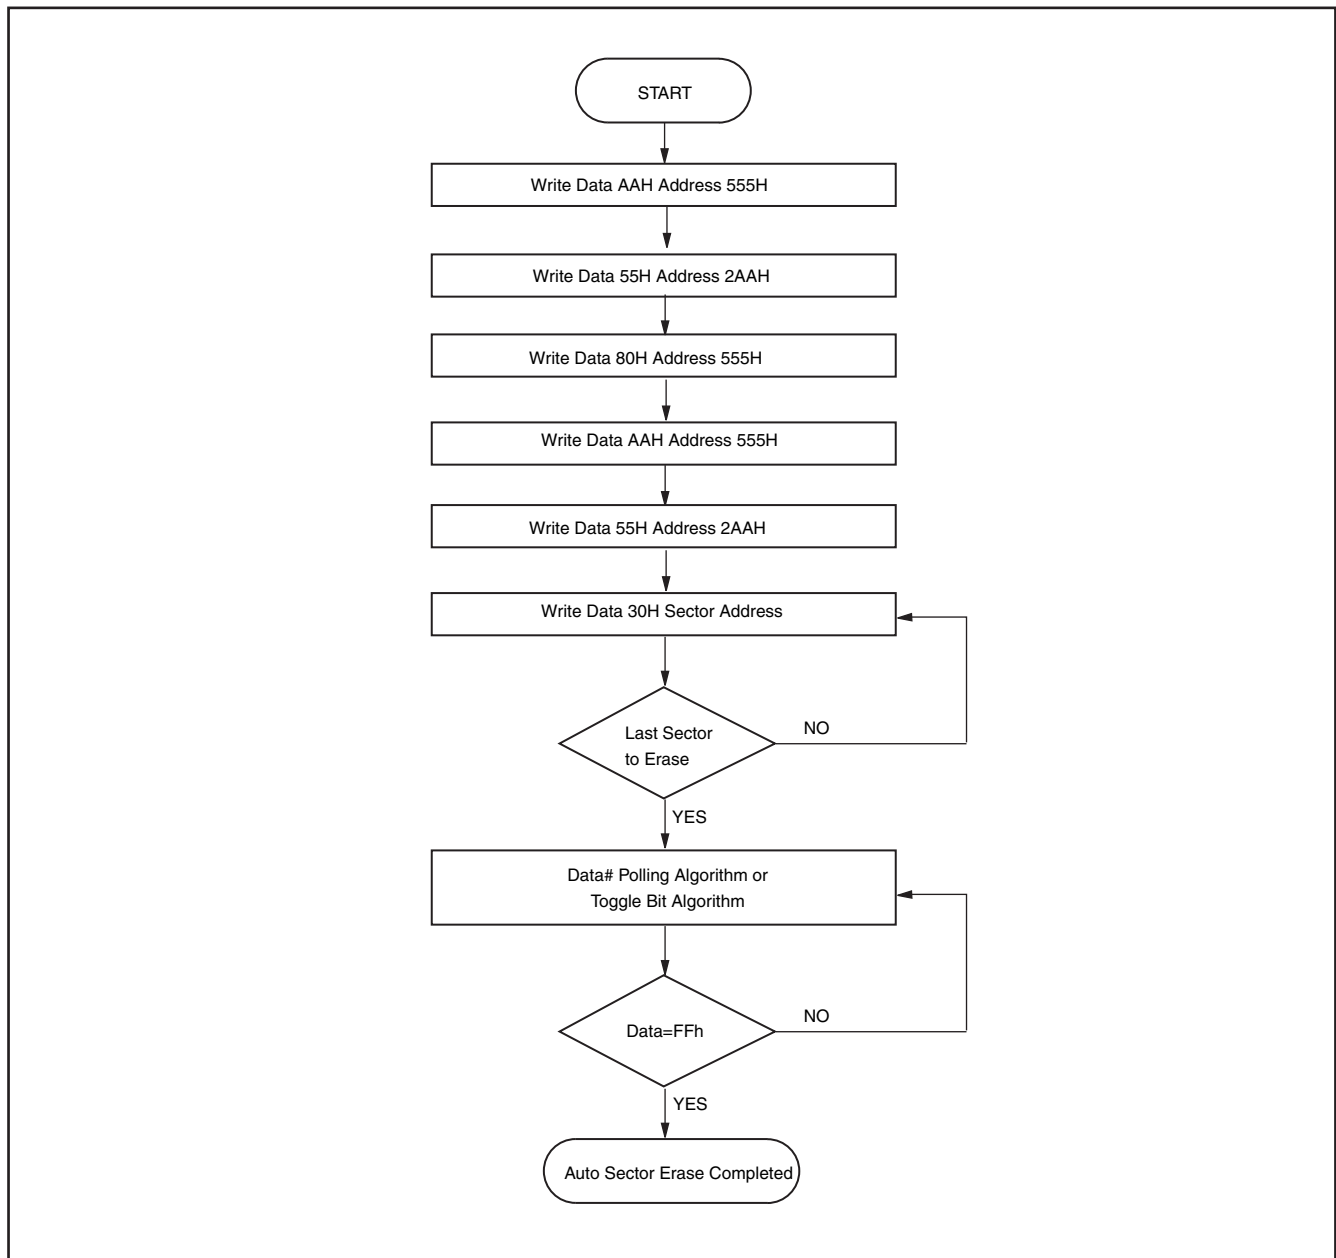 START
Write Data AAH Address 555H
Write Data 55H Address 2AAH
Write Data 80H Address 555H
Write Data AAH Address 555H
Write Data 55H Address 2AAH
Write Data 30H Sector Address
Last Sector
to Erase
NO
YES
Data# Polling Algorithm or
Toggle Bit Algorithm
Data=FFh
NO
YES
Auto Sector Erase Completed